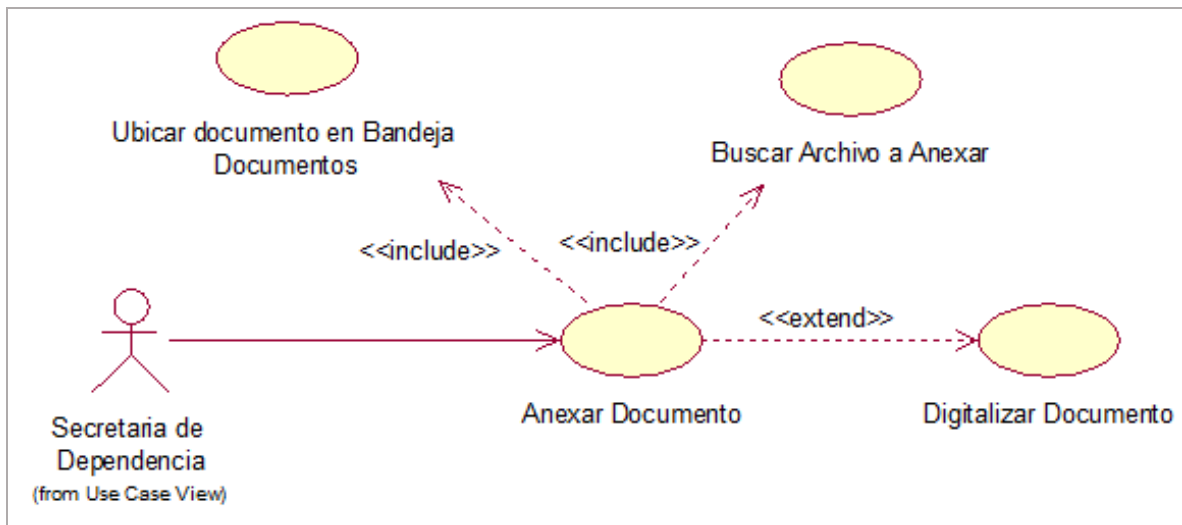 Ubicar documento en Bandeja
Documentos
Buscar Archivo a Anexar
<<include>>
<<include>>
<<extend>>
Secretaria de
Dependencia
(from Use Case View)
Anexar Documento
Digitalizar Documento